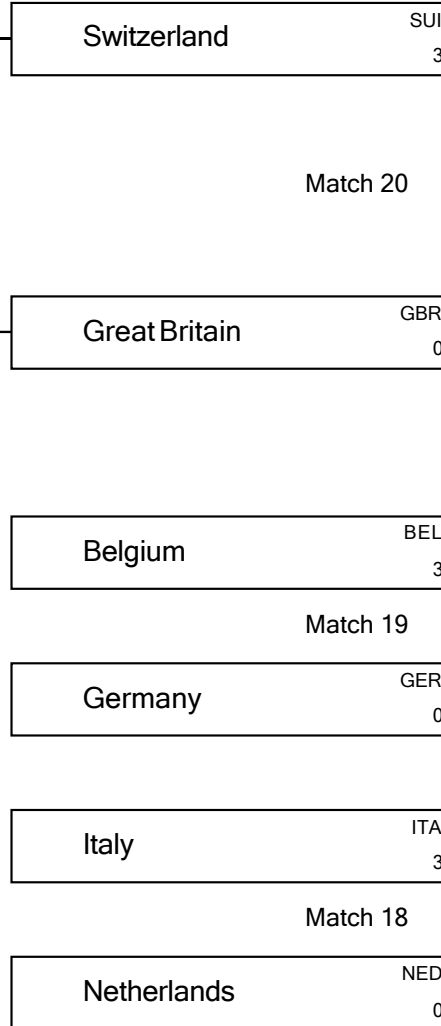 Switzerland SUI
3
Match 20
Great Britain GBR
0
Belgium BEL
3
Match 19
Germany GER
0
Italy ITA
3
Match 18
Netherlands NED
0